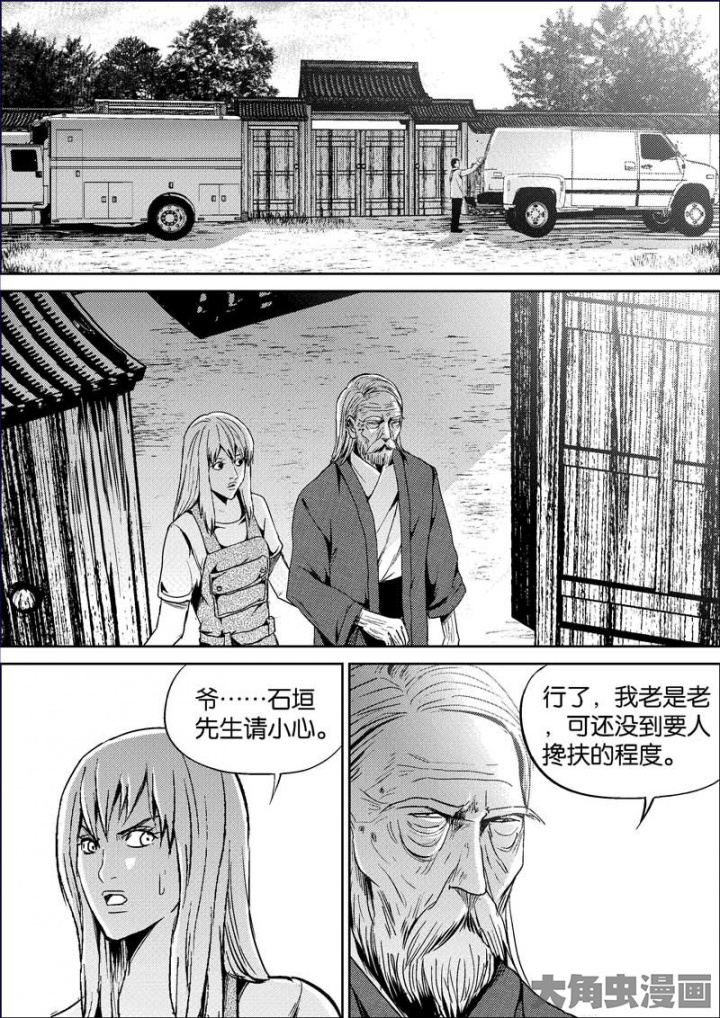 爷……石垣
先生请小心。
行了，我老是老
，可还没到要人
搀扶的程度。
大角虫漫画